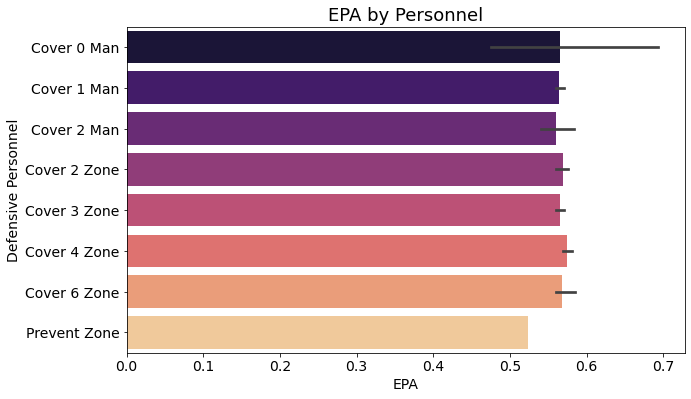 EPA by Personnel
Defensive Personnel
Cover 0 Man
Cover 1 Man
Cover 2 Man
Cover 2 Zone
Cover 3 Zone
Cover 4 Zone
Cover 6 Zone
Prevent Zone
0.0 0.1 0.2 0.3 0.4 0.5 0.6 0.7
EPA